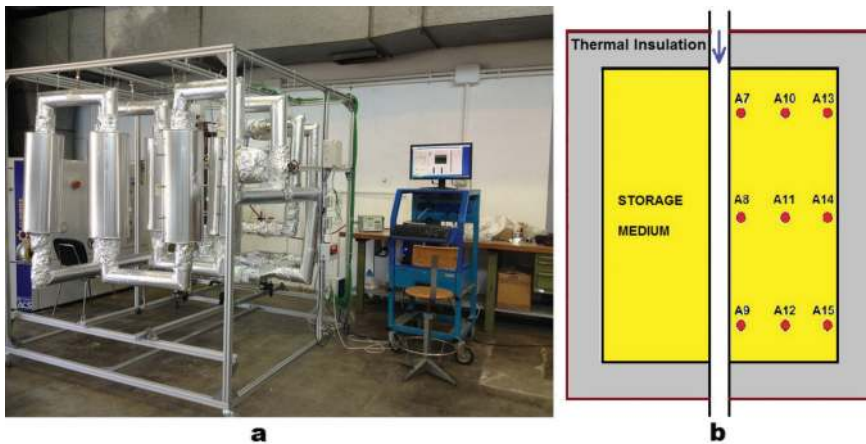 Thermal Insulation
A7 A10 A13
STORAGE
MEDIUM
A8 A11 A14
A9 A12 A15
a
b